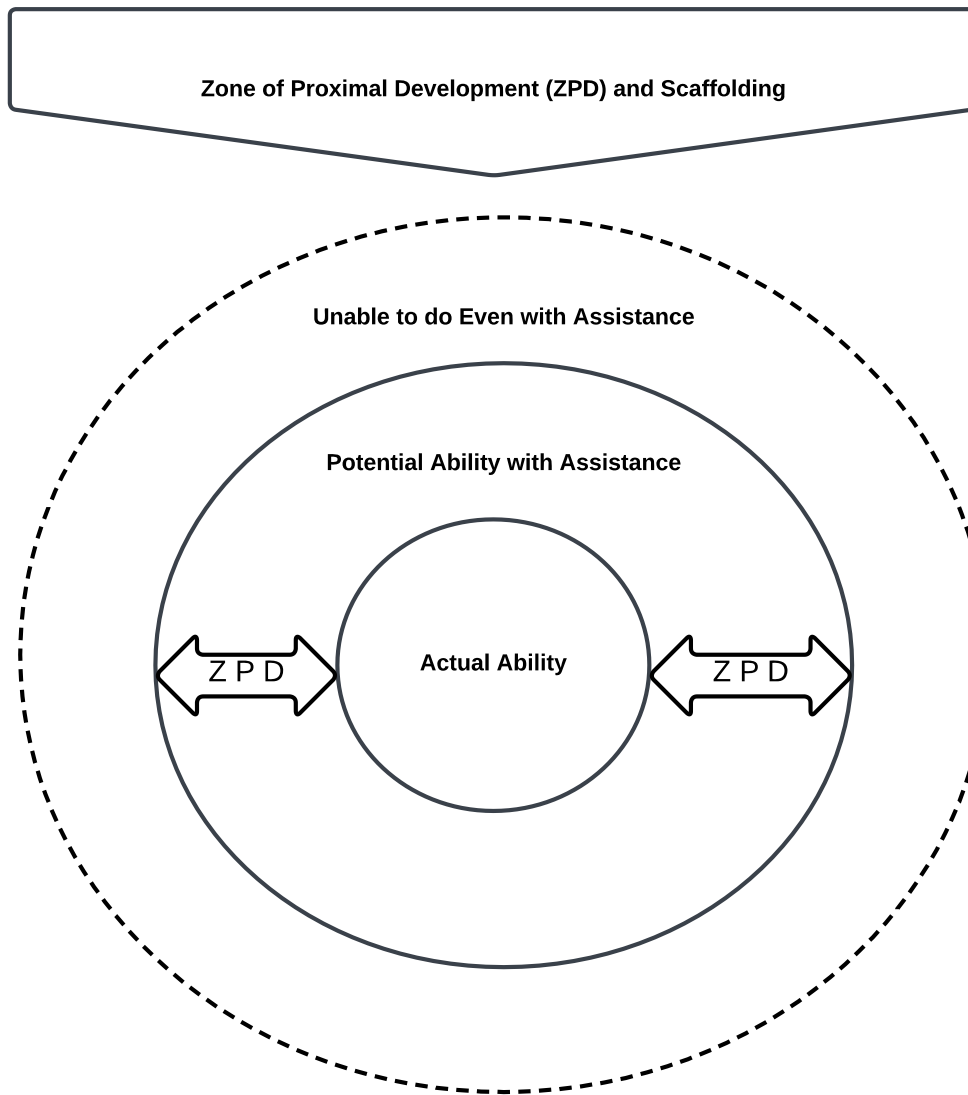 Zone of Proximal Development (ZPD) and Scaffolding
Unable to do Even with Assistance
Potential Ability with Assistance
Actual Ability
Z P D
Z P D